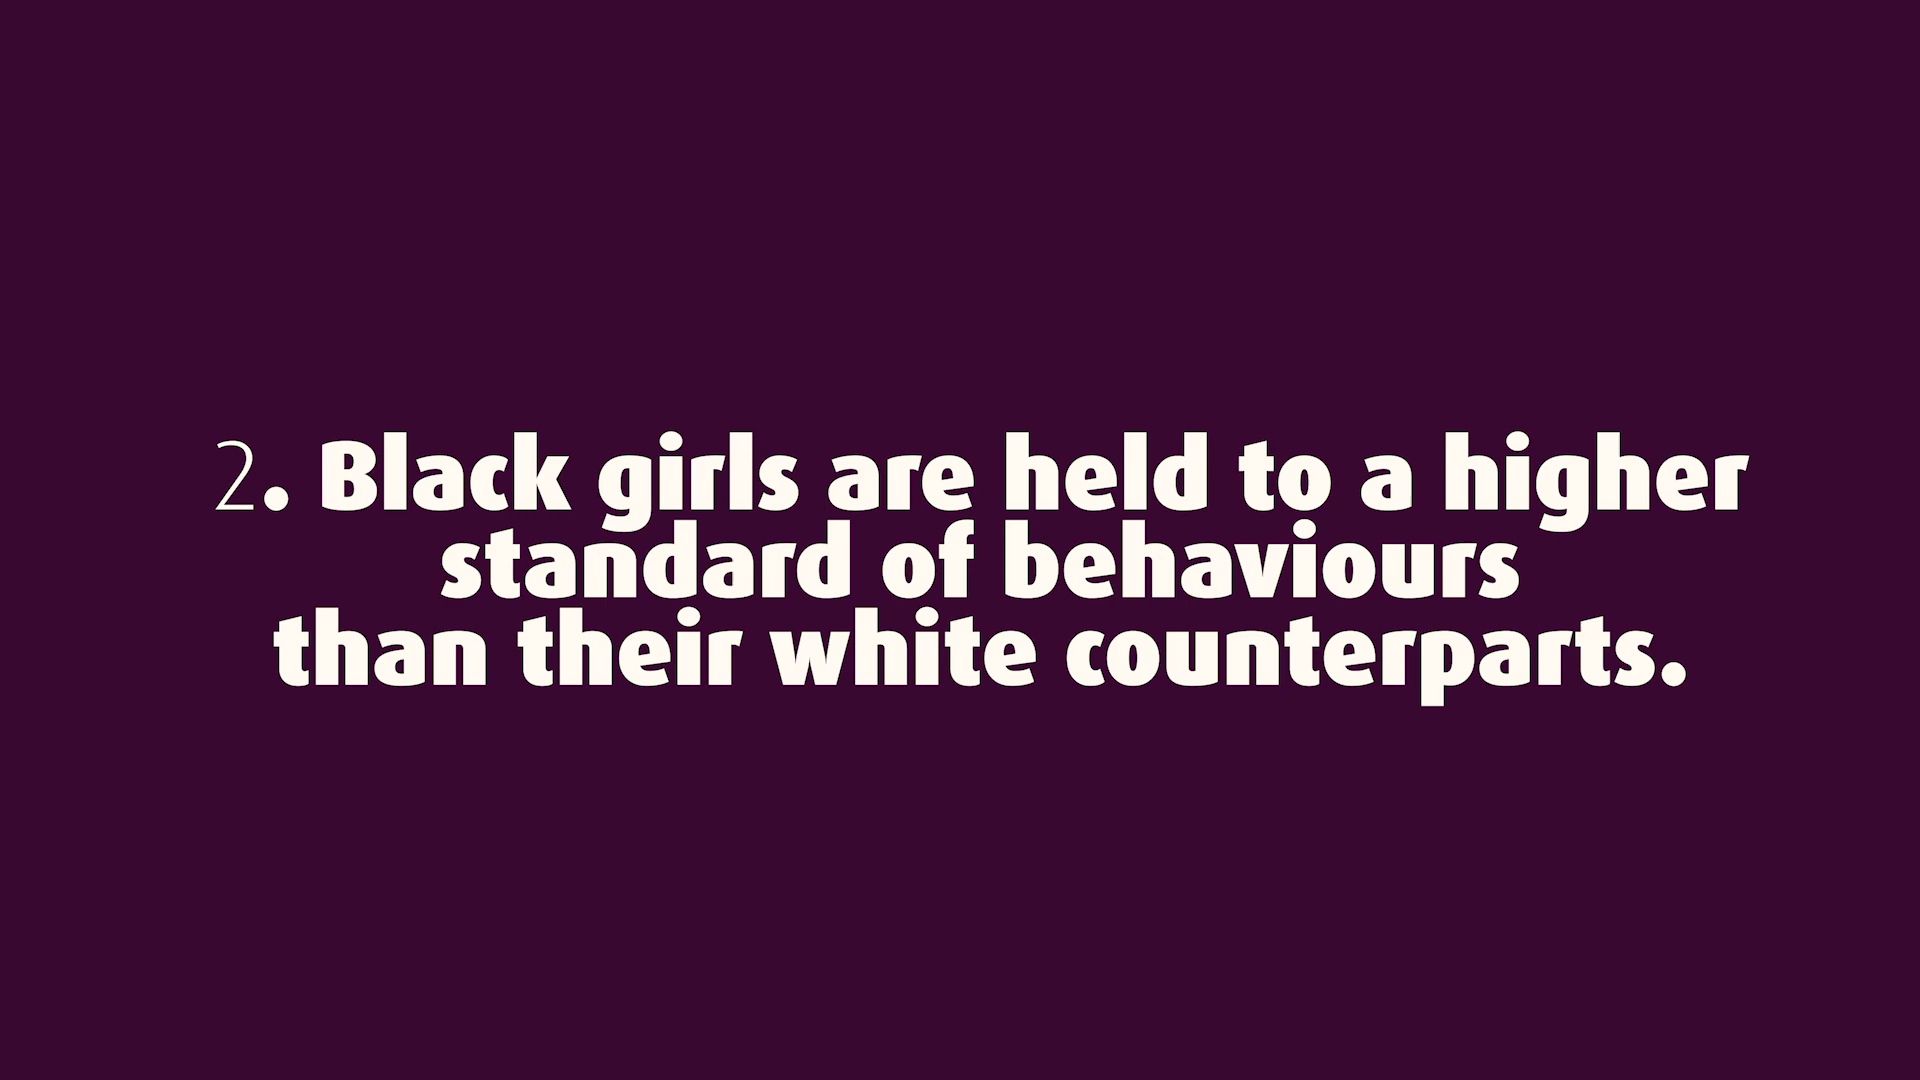 2. Black girls are held to a higher
standard of behaviours
than their white counterparts.